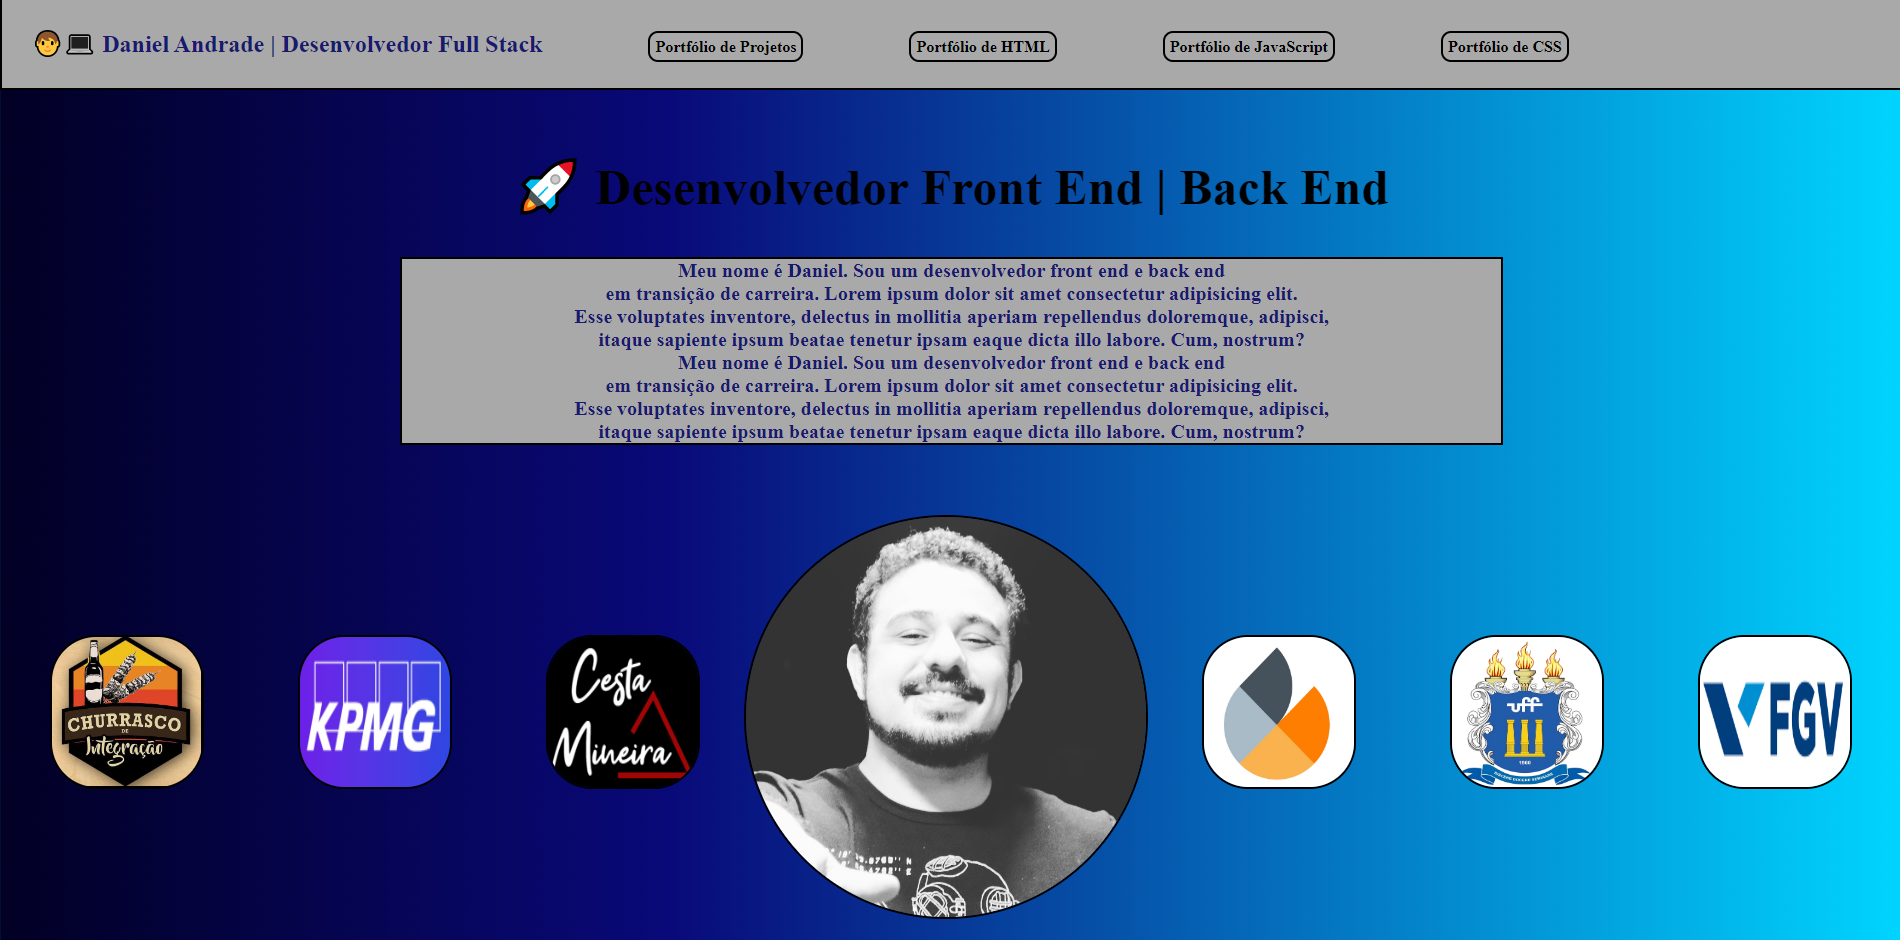 Daniel Andrade | Desenvolvedor Full Stack
Portfólio de Projetos
Portfólio de HTML
Portfólio de JavaScript
Portfólio de CSS
Desenvolvedor Front End | Back End
Meu nome é Daniel. Sou um desenvolvedor front end e back end
em transição de carreira. Lorem ipsum dolor sit amet consectetur adipisicing elit.
Esse voluptates inventore, delectus in mollitia aperiam repellendus doloremque, adipisci,
itaque sapiente ipsum beatae tenetur ipsam eaque dicta illo labore. Cum, nostrum?
Meu nome é Daniel. Sou um desenvolvedor front end e back end
em transição de carreira. Lorem ipsum dolor sit amet consectetur adipisicing elit.
Esse voluptates inventore, delectus in mollitia aperiam repellendus doloremque, adipisci,
itaque sapiente ipsum beatae tenetur ipsam eaque dicta illo labore. Cum, nostrum?
CHURRASCO
DE
Integração
KPMG
Cesta
Mineira
uff
1960
FGV